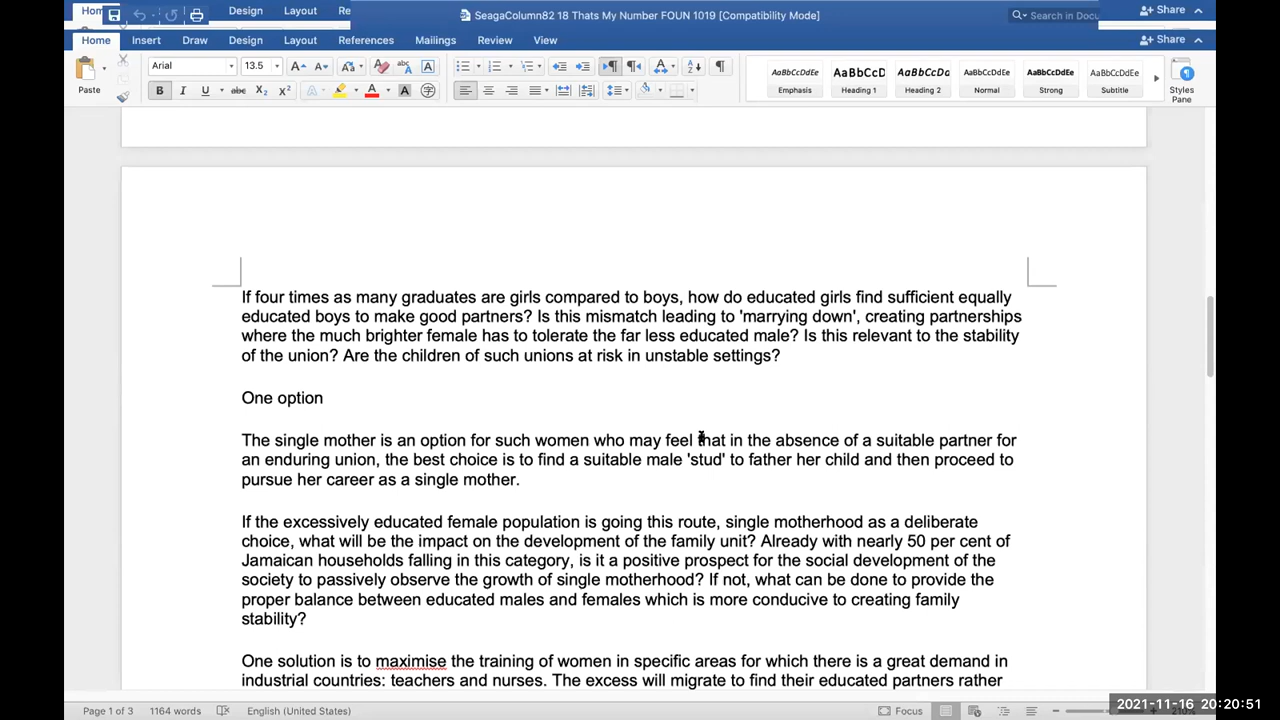 Design Layout
SeagaColumn82 18 Thats My Number FOUN 1019 [Compatibility Mode]
Search in Docu
Share
Home Insert Draw Design Layout References Mailings Review View
Share
Arial 13.5
Paste
AaBbCcDdEe AaBbCcD AaBbCcDa AaBbCcDdEe AaBbCcDdEe AaBbCcDdEe
Emphasis Heading 1 Heading 2 Normal Strong Subtitle
Styles
Pane
If four times as many graduates are girls compared to boys, how do educated girls find sufficient equally
educated boys to make good partners? Is this mismatch leading to 'marrying down', creating partnerships
where the much brighter female has to tolerate the far less educated male? Is this relevant to the stability
of the union? Are the children of such unions at risk in unstable settings?
One option
The single mother is an option for such women who may feel that in the absence of a suitable partner for
an enduring union, the best choice is to find a suitable male 'stud' to father her child and then proceed to
pursue her career as a single mother.
If the excessively educated female population is going this route, single motherhood as a deliberate
choice, what will be the impact on the development of the family unit? Already with nearly 50 per cent of
Jamaican households falling in this category, is it a positive prospect for the social development of the
society to passively observe the growth of single motherhood? If not, what can be done to provide the
proper balance between educated males and females which is more conducive to creating family
stability?
One solution is to maximise the training of women in specific areas for which there is a great demand in
industrial countries: teachers and nurses. The excess will migrate to find their educated partners rather
Page 1 of 3 1164 words English (United States) Focus
2021-11-16 20:20:51